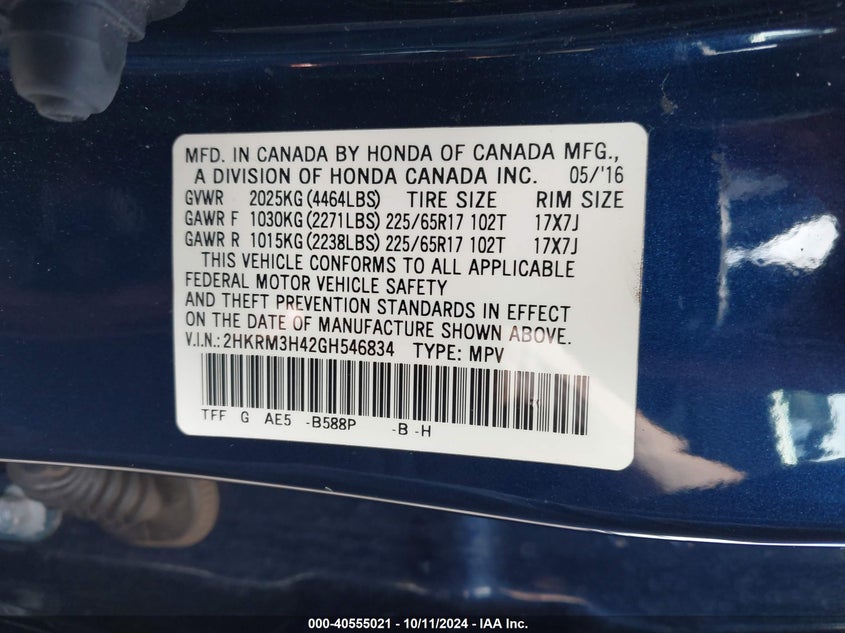 MFD. IN CANADA BY HONDA OF CANADA MFG.,
A DIVISION OF HONDA CANADA INC. 05/'16
GVWR 2025KG (4464LBS) TIRE SIZE RIM SIZE
GAWR F 1030KG (2271LBS) 225/65R17 102T 17X7J
GAWR R 1015KG (2238LBS) 225/65R17 102T 17X7J
THIS VEHICLE CONFORMS TO ALL APPLICABLE
FEDERAL MOTOR VEHICLE SAFETY
AND THEFT PREVENTION STANDARDS IN EFFECT
ON THE DATE OF MANUFACTURE SHOWN ABOVE.
V.I.N.: 2HKRM3H42GH546834 TYPE: MPV
TFF G AE5 -B588P -B -H
000-40555021 - 10/11/2024 - IAA Inc.